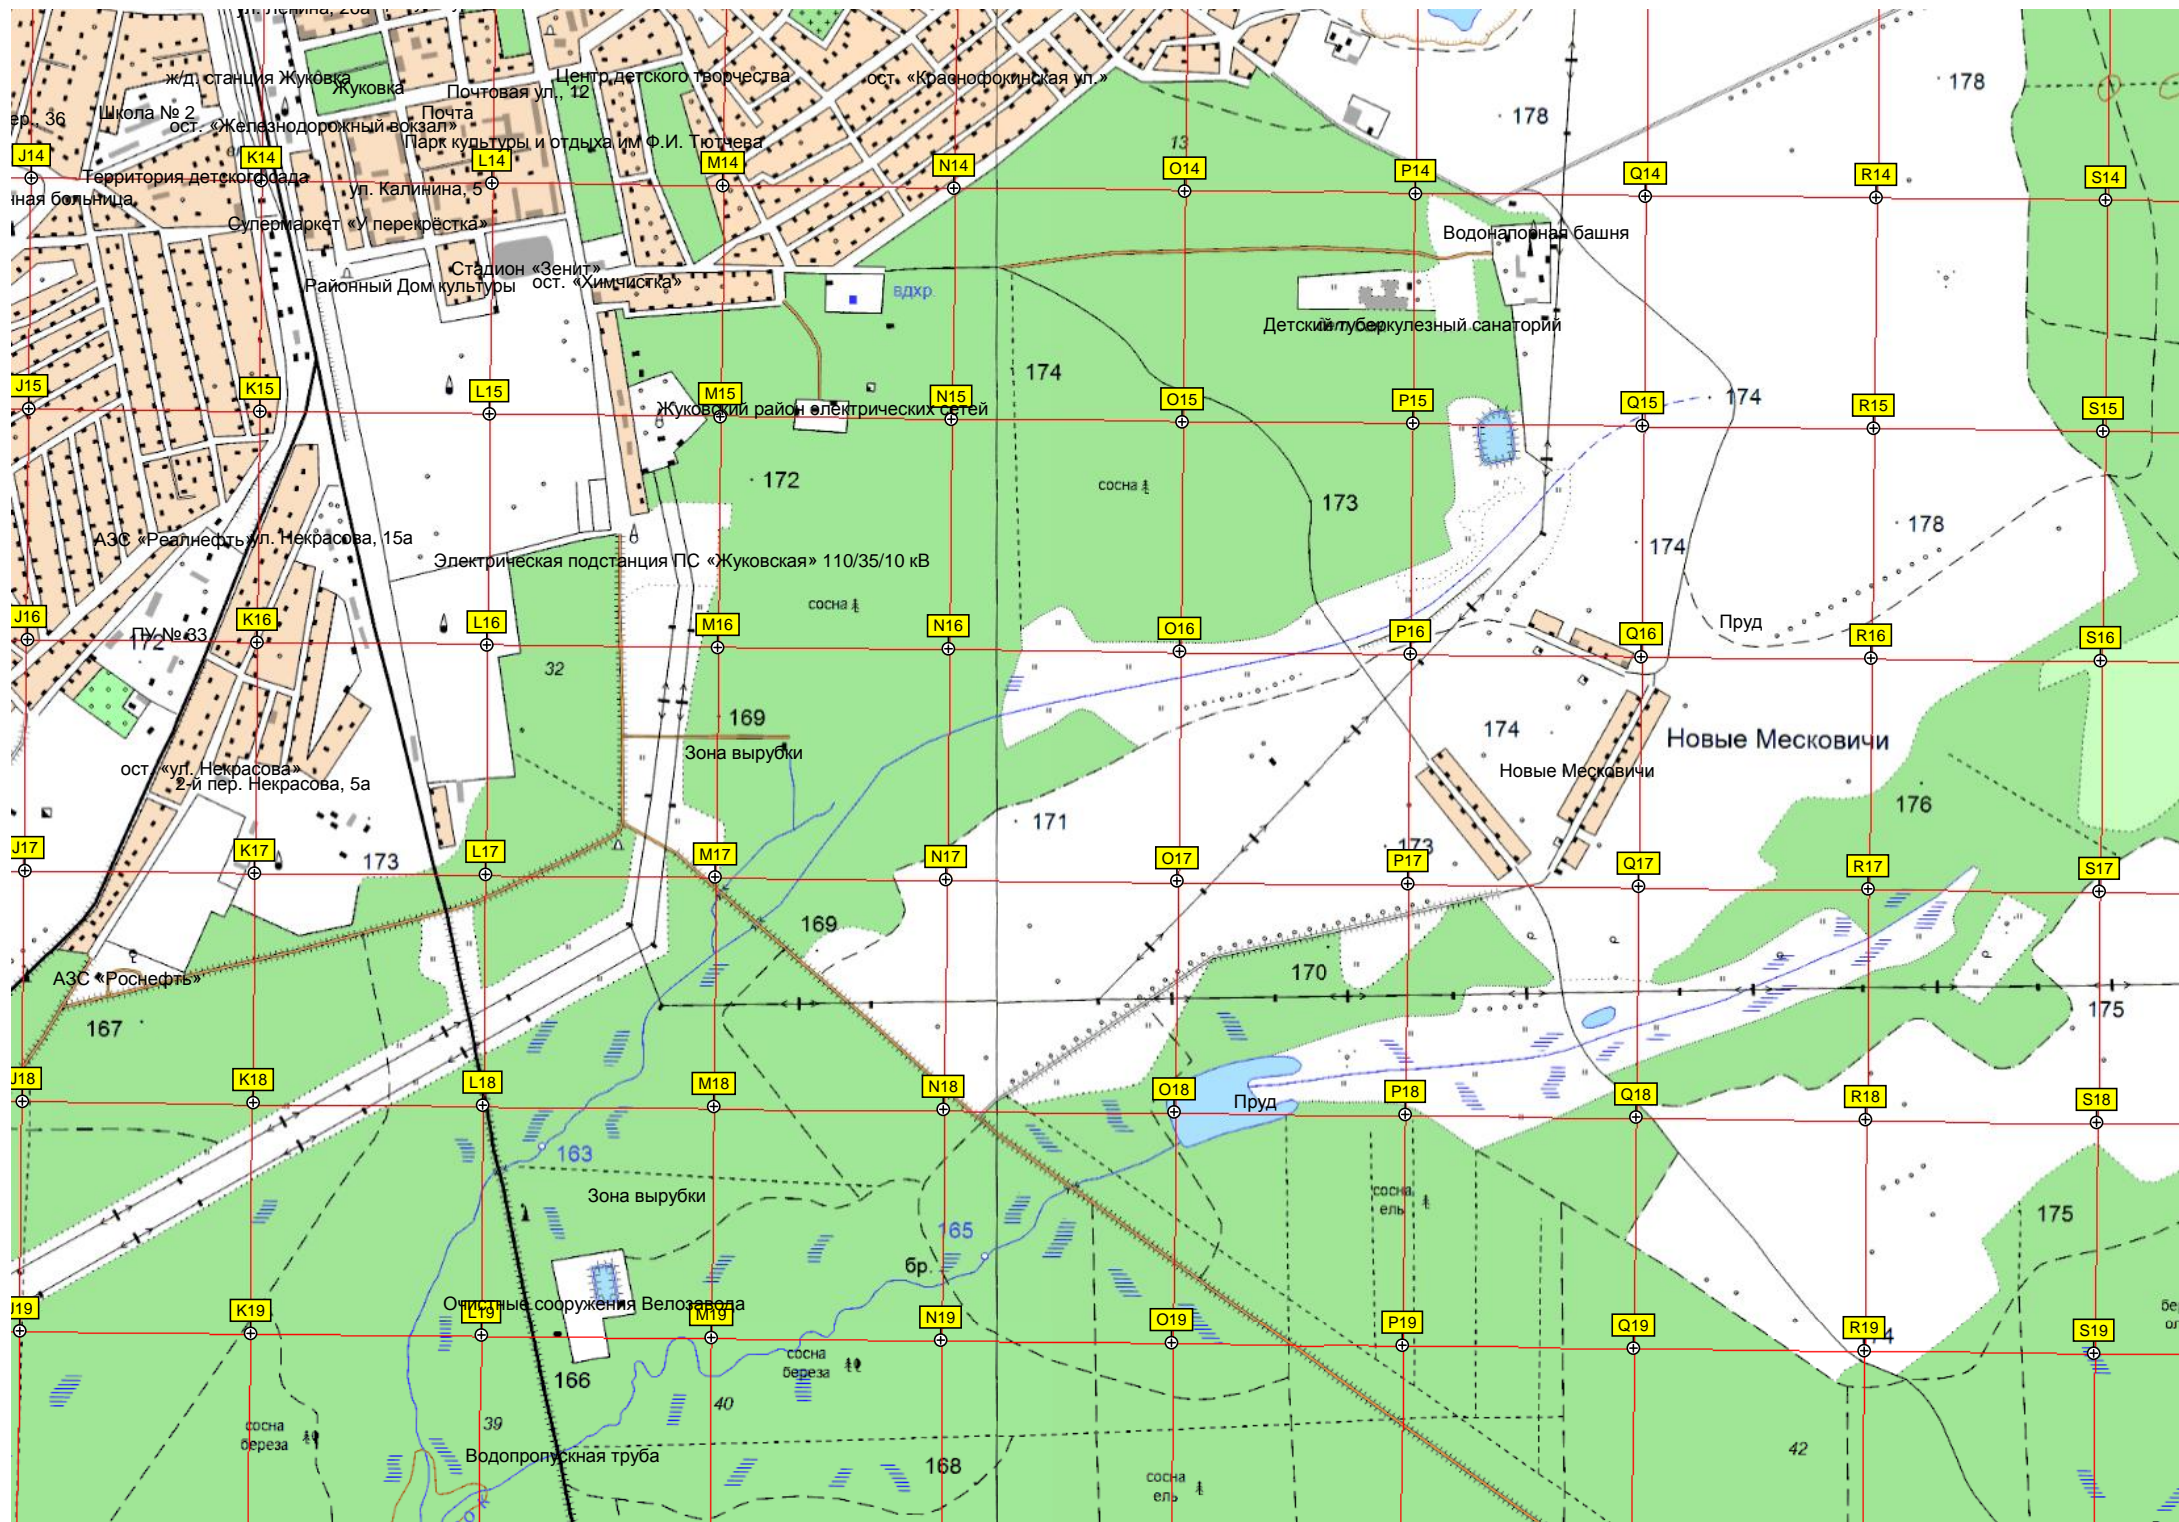 ул. Ленина, 28а
ж/д. станция Жуковка
Жуковка
Центр детского творчества
Почтовая ул., 12
ост. «Краснофокинская ул.»
178
Школа № 2
Почта
178
ер., 36
ост. «Железнодорожный вокзал»
Парк культуры и отдыха им Ф.И. Тютчева
13
J14
K14
L14
M14
N14
O14
P14
Q14
R14
S14
Территория детского сада
ул. Калинина, 5
нная больница
Супермаркет «У перекрёстка»
Водонапорная башня
Стадион «Зенит»
Районный Дом культуры
ост. «Химчистка»
вдхр.
Детский туберкулезный санаторий
174
J15
K15
L15
M15
N15
O15
P15
Q15
174
R15
S15
Жуковский район электрических сетей
172
сосна
173
178
АЗС «Реалнефть»
ул. Некрасова, 15а
174
Электрическая подстанция ПС «Жуковская» 110/35/10 кВ
сосна
J16
K16
L16
M16
N16
O16
P16
Q16
Пруд
R16
S16
ПУ № 33
172
32
169
174
Новые Месковичи
Зона вырубки
ост. «ул. Некрасова»
Новые Месковичи
2-й пер. Некрасова, 5а
176
171
173
J17
K17
173
L17
M17
N17
O17
P17
Q17
R17
S17
169
АЗС «Роснефть»
170
167
175
J18
K18
L18
M18
N18
O18
Пруд
P18
Q18
R18
S18
163
Зона вырубки
сосна
ель
175
165
бр.
Очистные сооружения Велозавода
J19
K19
L19
M19
N19
O19
P19
Q19
R19
S19
бе
ол
сосна
береза
166
40
39
сосна
береза
42
Водопропускная труба
168
сосна
ель